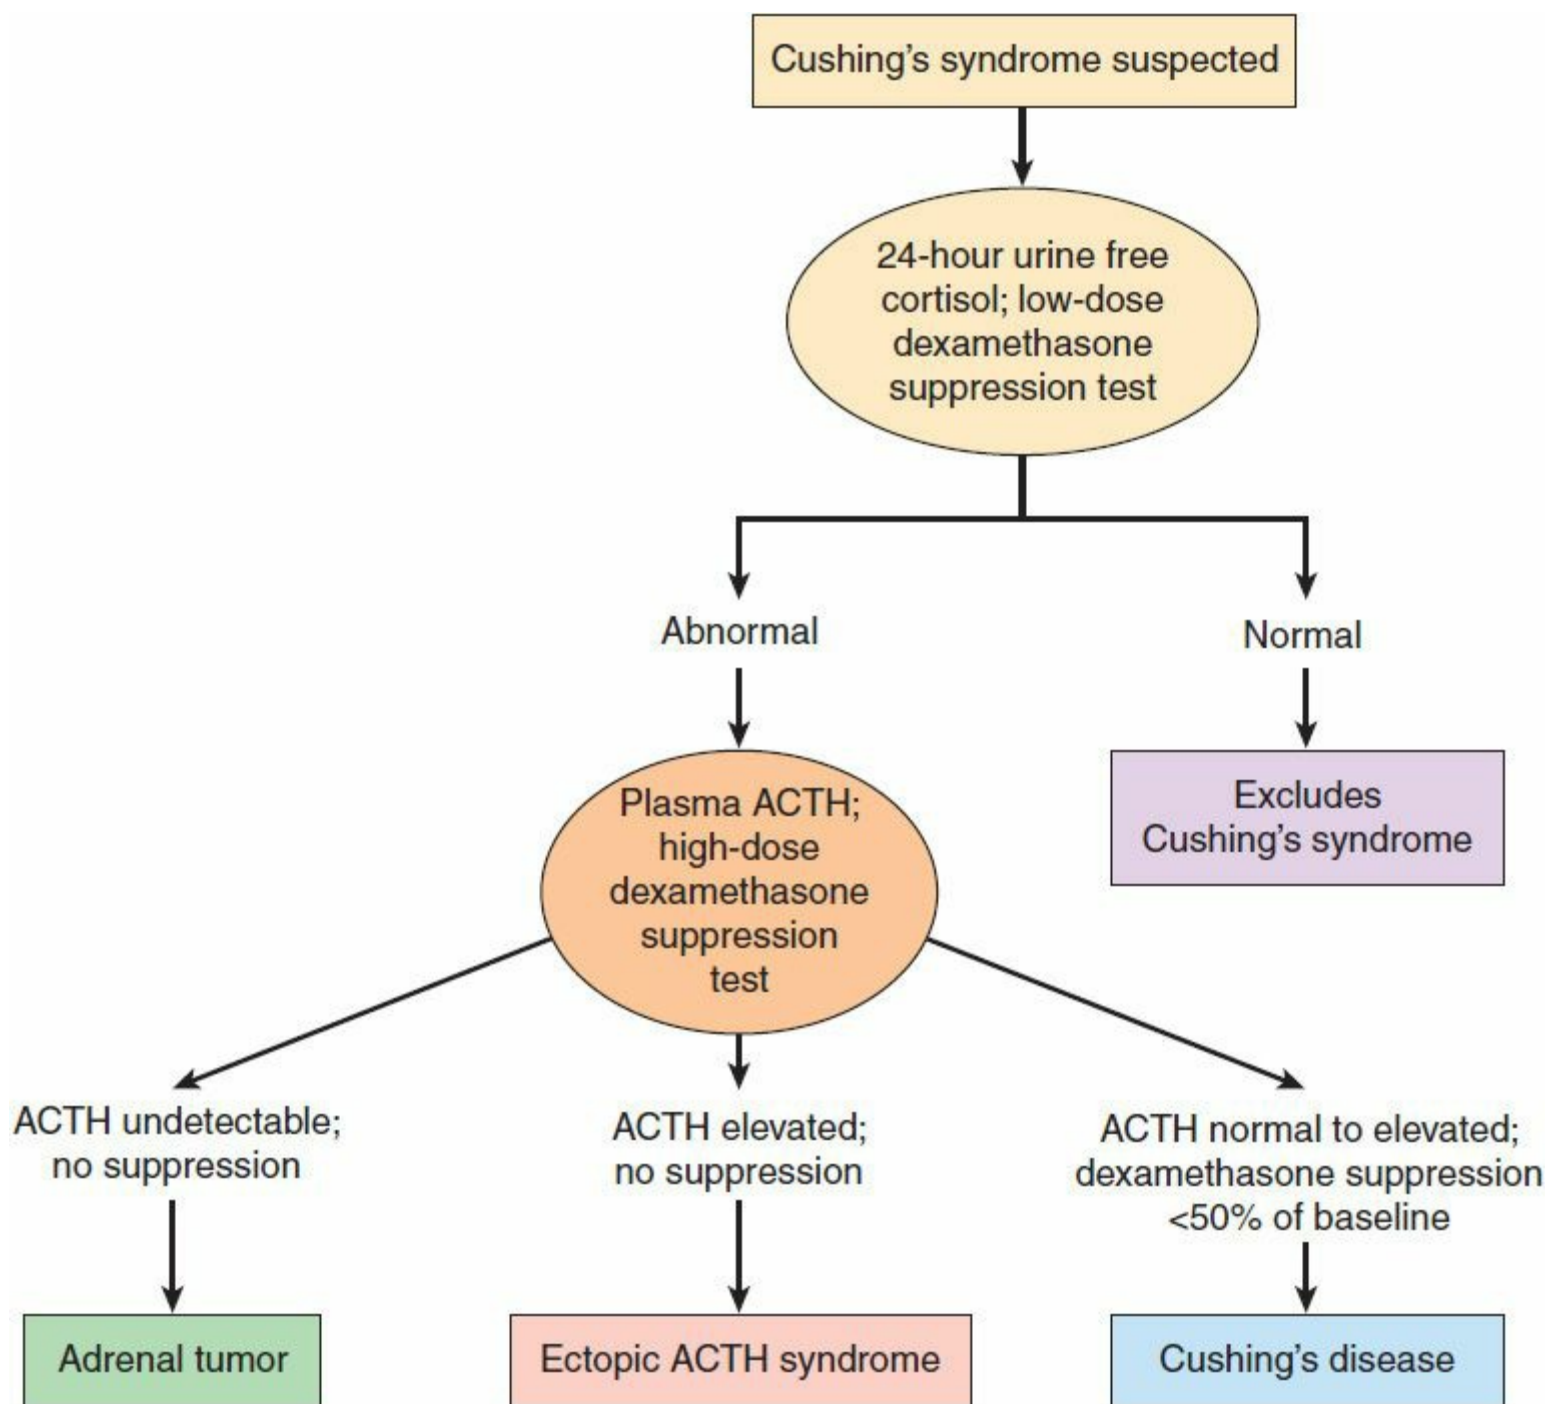 Cushing’s syndrome suspected
24-hour urine free
cortisol; low-dose
dexamethasone
suppression test
Abnormal
Normal
Plasma ACTH;
high-dose
dexamethasone
suppression
test
Excludes
Cushing’s syndrome
ACTH undetectable;
no suppression
ACTH elevated;
no suppression
ACTH normal to elevated;
dexamethasone suppression
<50% of baseline
Adrenal tumor
Ectopic ACTH syndrome
Cushing’s disease